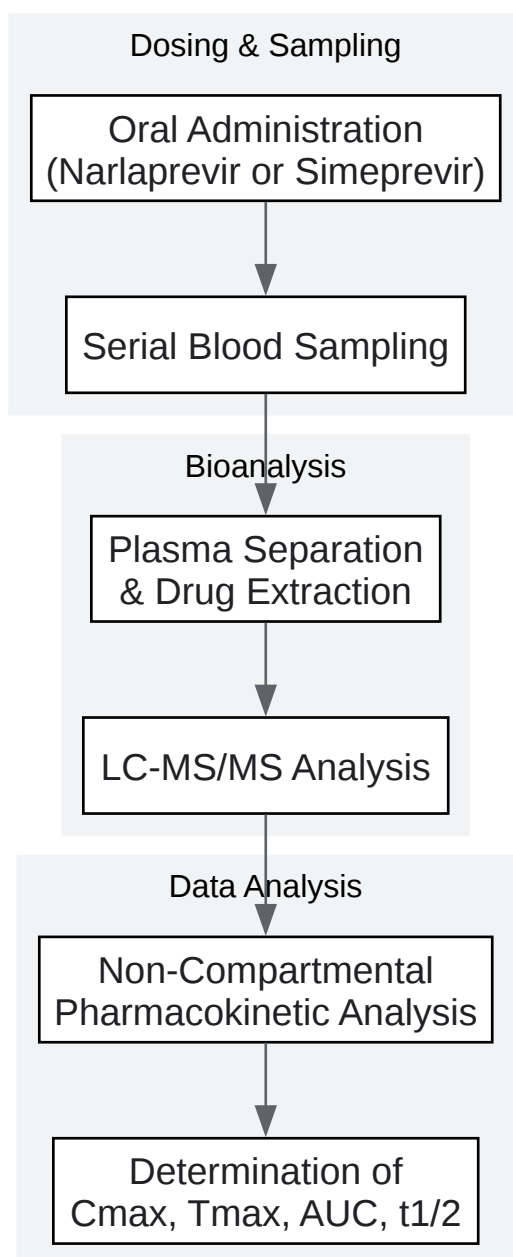 Dosing & Sampling
Oral Administration
(Narlaprevir or Simeprevir)
Serial Blood Sampling
Bioanalysis
Plasma Separation
& Drug Extraction
LC-MS/MS Analysis
Data Analysis
Non-Compartmental
Pharmacokinetic Analysis
Determination of
Cmax, Tmax, AUC, t1/2